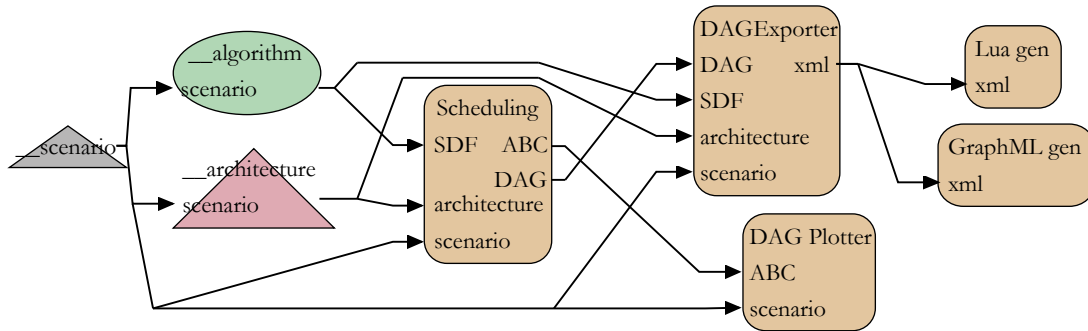 __scenario
__algorithm
scenario
__architecture
scenario
Scheduling
SDF ABC
DAG
architecture
scenario
DAGExporter
DAG xml
SDF
architecture
scenario
DAG Plotter
ABC
scenario
Lua gen
xml
GraphML gen
xml